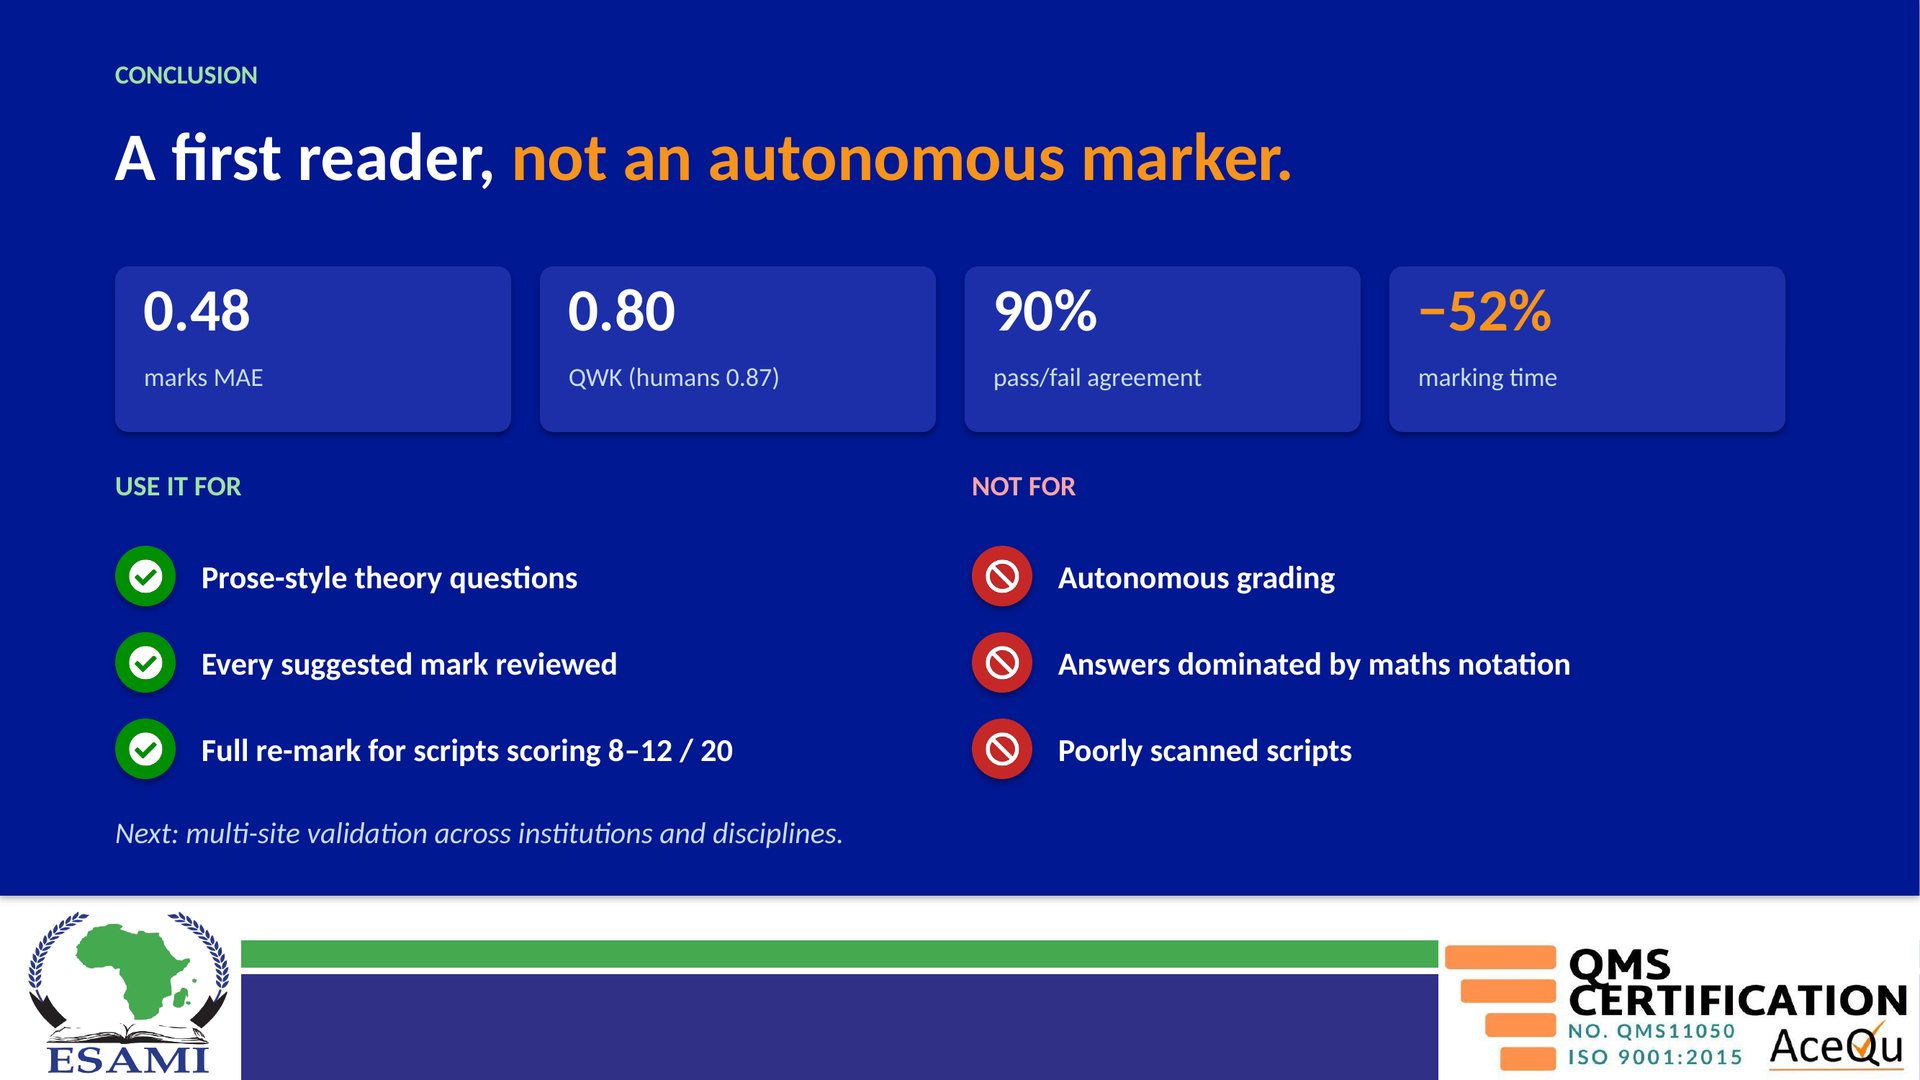 CONCLUSION
A first reader, not an autonomous marker.
0.48
marks MAE
0.80
QWK (humans 0.87)
90%
pass/fail agreement
−52%
marking time
USE IT FOR
Prose-style theory questions
Every suggested mark reviewed
Full re-mark for scripts scoring 8–12 / 20
NOT FOR
Autonomous grading
Answers dominated by maths notation
Poorly scanned scripts
Next: multi-site validation across institutions and disciplines.
ESAMI
QMS
CERTIFICATION
NO. QMS11050
ISO 9001:2015
AceQu